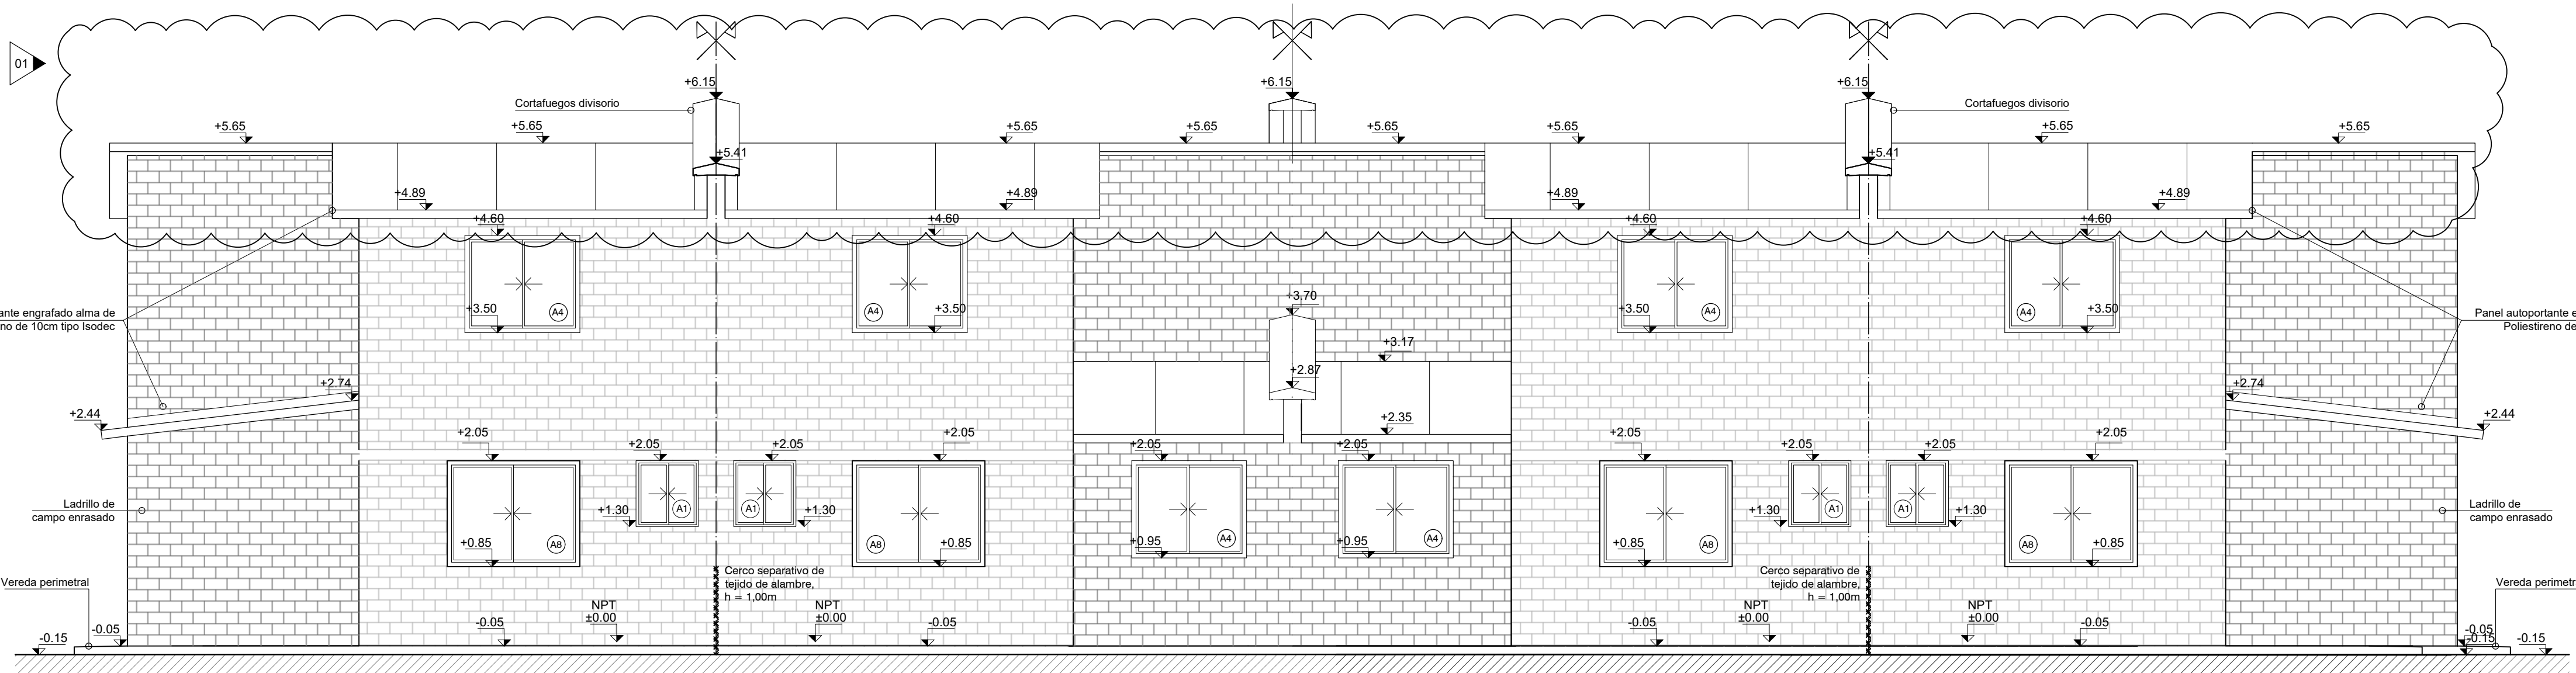 01
+6.15
+6.15
+6.15
Cortafuegos divisorio
Cortafuegos divisorio
+5.65
+5.65
+5.65
+5.65
+5.65
+5.65
+5.65
+5.65
+5.41
+5.41
+4.89
+4.89
+4.89
+4.89
+4.60
+4.60
+4.60
+4.60
+3.50
A4
A4
+3.50
+3.70
+3.50
A4
A4
+3.50
ante engrafado alma de
no de 10cm tipo Isodec
Panel autoportante e
Poliestireno de
+3.17
+2.87
+2.74
+2.74
+2.44
+2.44
+2.35
+2.05
+2.05
+2.05
+2.05
+2.05
+2.05
+2.05
+2.05
+2.05
+2.05
+1.30
A1
A1
+1.30
+1.30
A1
A1
+1.30
Ladrillo de
campo enrasado
Ladrillo de
campo enrasado
+0.85
A8
A8
+0.85
+0.95
A4
+0.95
A4
+0.85
A8
A8
+0.85
Cerco separativo de
tejido de alambre,
h = 1,00m
Cerco separativo de
tejido de alambre,
h = 1,00m
Vereda perimetral
Vereda perimetr
NPT
±0.00
NPT
±0.00
NPT
±0.00
NPT
±0.00
-0.15
-0.05
-0.05
-0.05
-0.05
-0.05
-0.05
-0.15
-0.15